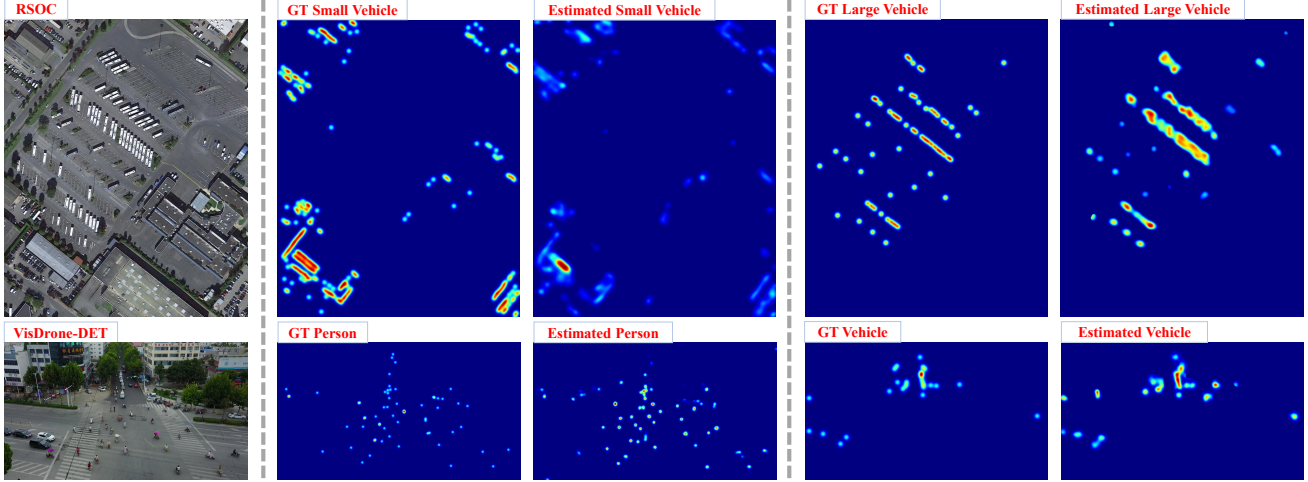 RSOC
GT Small Vehicle
Estimated Small Vehicle
GT Large Vehicle
Estimated Large Vehicle
VisDrone-DET
GT Person
Estimated Person
GT Vehicle
Estimated Vehicle